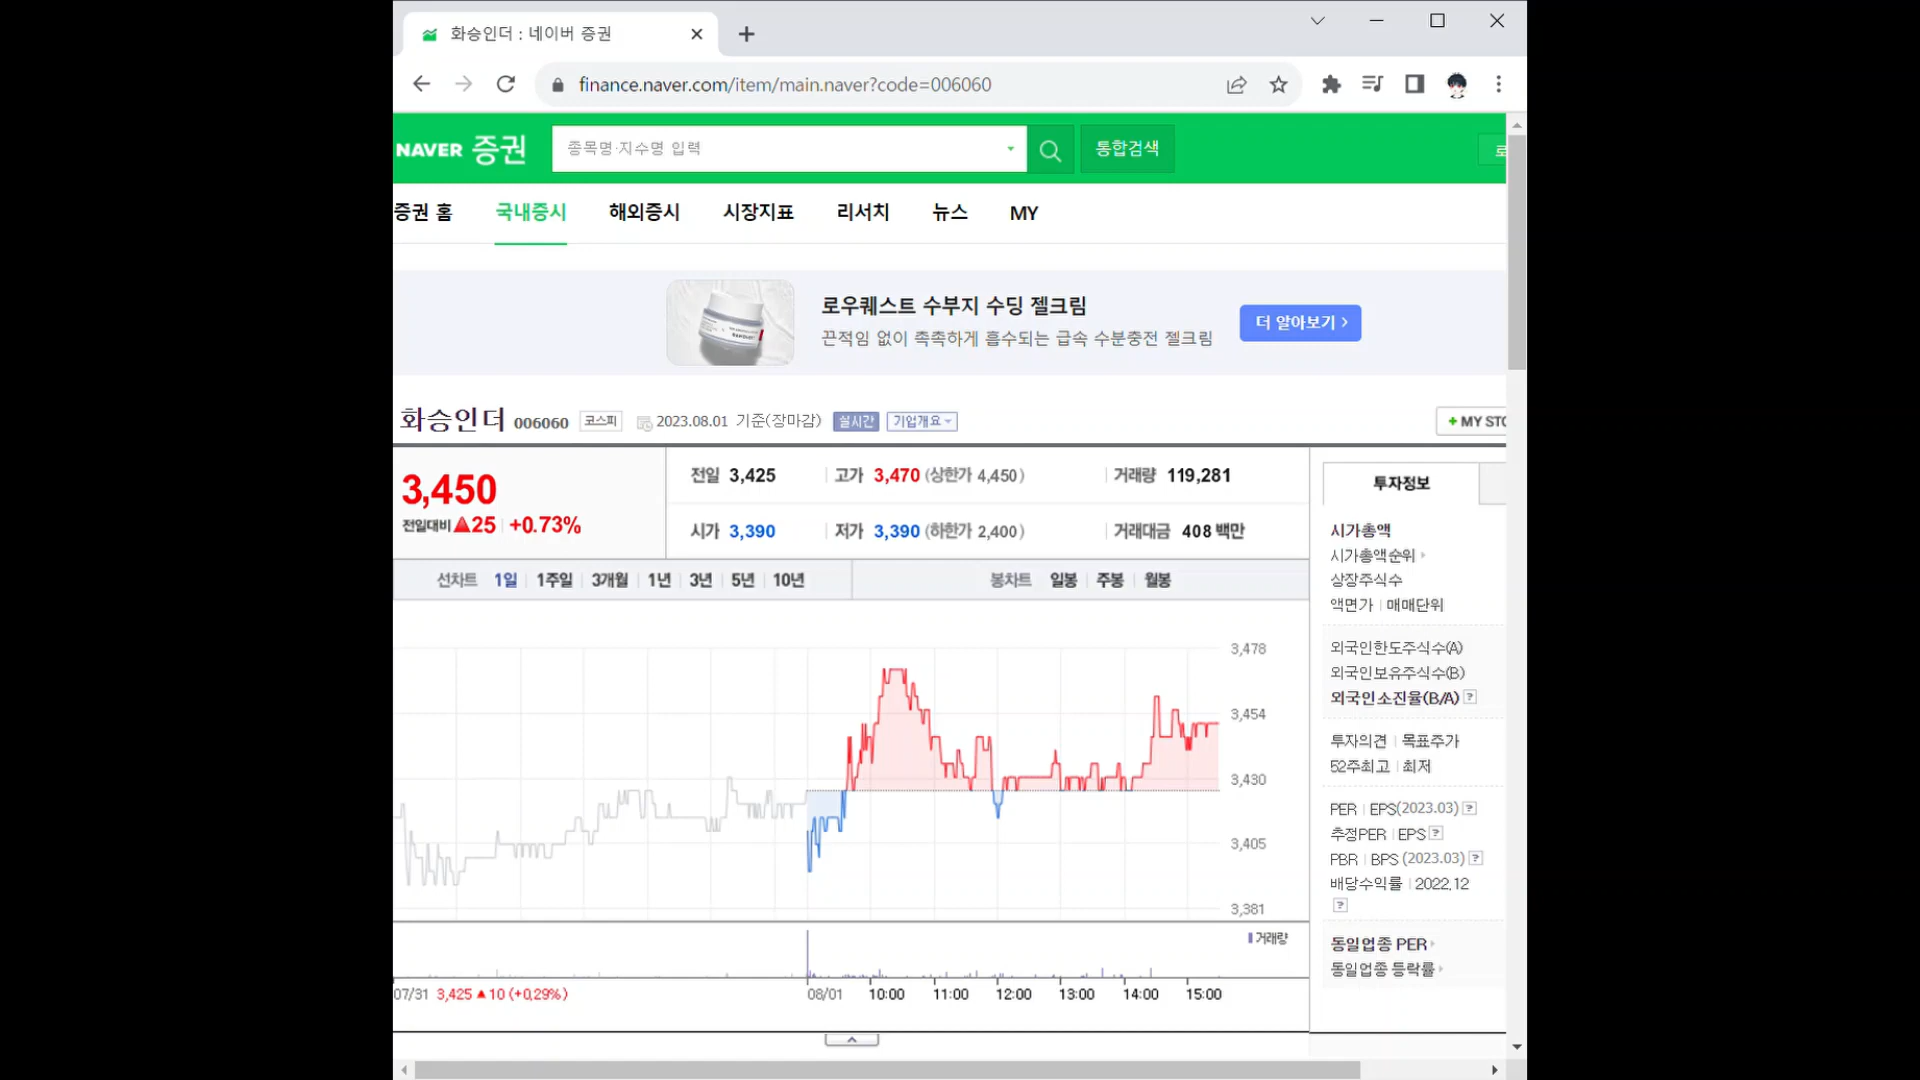 화승인더 : 네이버 증권
finance.naver.com/item/main.naver?code=006060
NAVER 증권
종목명·지수명 입력
통합검색
증권 홈 국내증시 해외증시 시장지표 리서치 뉴스 MY
로우퀘스트 수부지 수딩 젤크림
끈적임 없이 촉촉하게 흡수되는 급속 수분충전 젤크림
더 알아보기 >
화승인더 006060 코스피 2023.08.01 기준(장마감) 실시간 기업개요
+ MY STO
3,450
전일대비 ▲25 +0.73%
전일 3,425 고가 3,470 (상한가 4,450) 거래량 119,281
시가 3,390 저가 3,390 (하한가 2,400) 거래대금 408 백만
선차트 1일 1주일 3개월 1년 3년 5년 10년 봉차트 일봉 주봉 월봉
3,478
3,454
3,430
3,405
3,381
거래량
07/31 3,425 ▲ 10 (+0,29%)
08/01 10:00 11:00 12:00 13:00 14:00 15:00
투자정보
시가총액
시가총액순위
상장주식수
액면가 | 매매단위
외국인한도주식수(A)
외국인보유주식수(B)
외국인소진율(B/A) ?
투자의견 | 목표주가
52주최고 | 최저
PER | EPS(2023.03) ?
추정PER | EPS ?
PBR | BPS (2023.03) ?
배당수익률 | 2022.12
?
동일업종 PER
동일업종 등락률